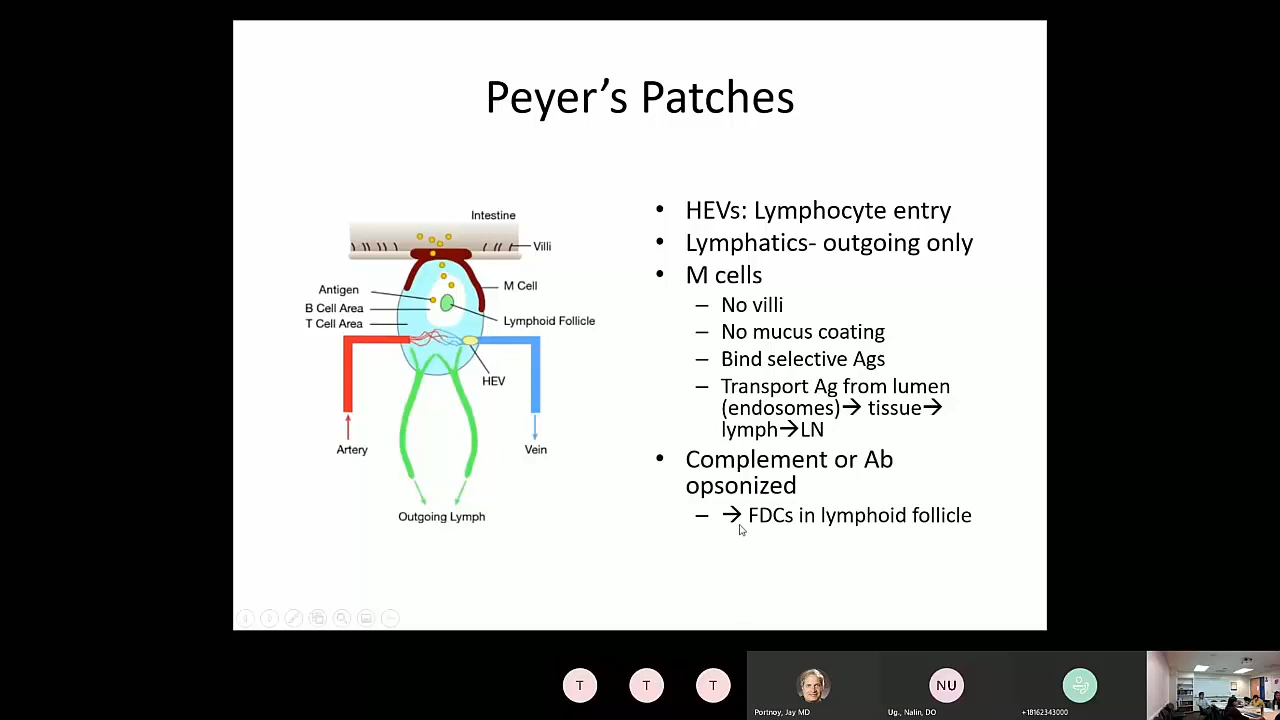 Peyer’s Patches
Intestine
Villi
Antigen
M Cell
B Cell Area
T Cell Area
Lymphoid Follicle
HEV
Artery
Vein
Outgoing Lymph
• HEVs: Lymphocyte entry
• Lymphatics- outgoing only
• M cells
– No villi
– No mucus coating
– Bind selective Ags
– Transport Ag from lumen
(endosomes)→ tissue→
lymph→LN
• Complement or Ab
opsonized
– → FDCs in lymphoid follicle
T
T
T
NU
Portnoy, Jay MD
Ug., Nalin, DO
+18162343000